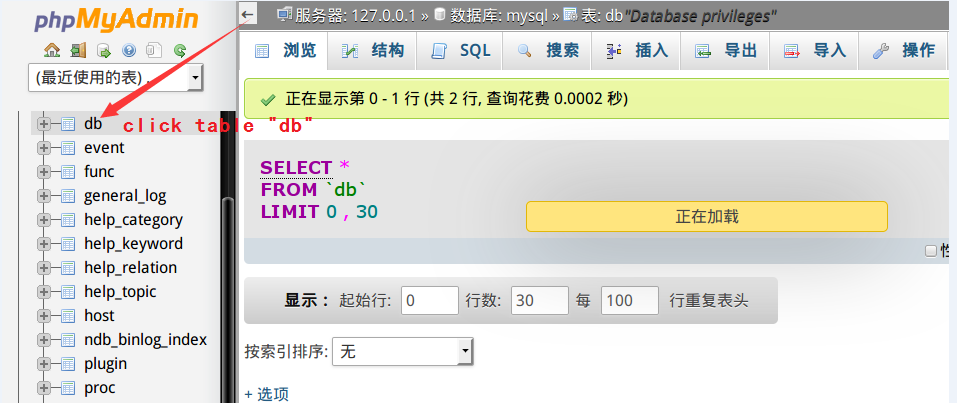 phpMyAdmin
服务器: 127.0.0.1 » 数据库: mysql » 表: db "Database privileges"
浏览 结构 SQL 搜索 插入 导出 导入 操作
(最近使用的表) ..
正在显示第 0 - 1 行 (共 2 行, 查询花费 0.0002 秒)
db
click table "db"
event
func
general_log
help_category
help_keyword
help_relation
help_topic
host
ndb_binlog_index
plugin
proc
SELECT *
FROM `db`
LIMIT 0 , 30
正在加载
显示： 起始行: 0 行数: 30 每 100 行重复表头
按索引排序: 无
+ 选项